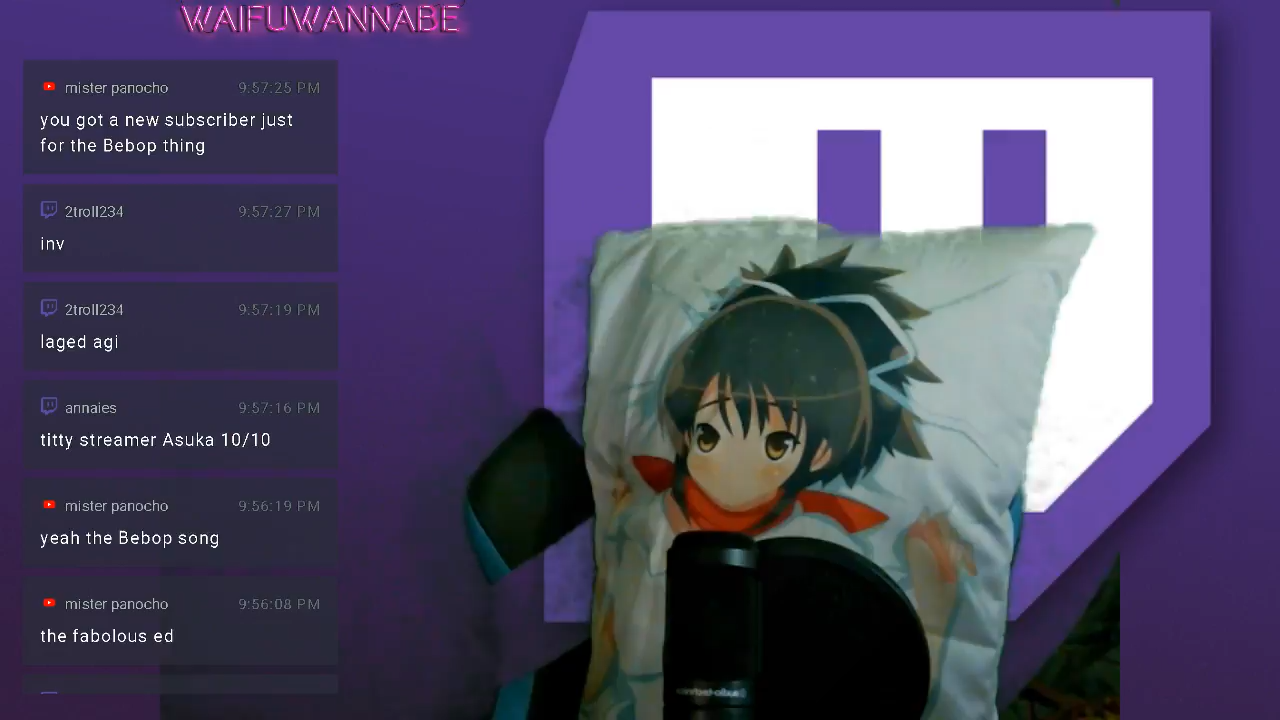 WAIFUWANNABE
mister panocho 9:57:25 PM
you got a new subscriber just
for the Bebop thing
2troll234 9:57:27 PM
inv
2troll234 9:57:19 PM
laged agi
annaies 9:57:16 PM
titty streamer Asuka 10/10
mister panocho 9:56:19 PM
yeah the Bebop song
mister panocho 9:56:08 PM
the fabolous ed